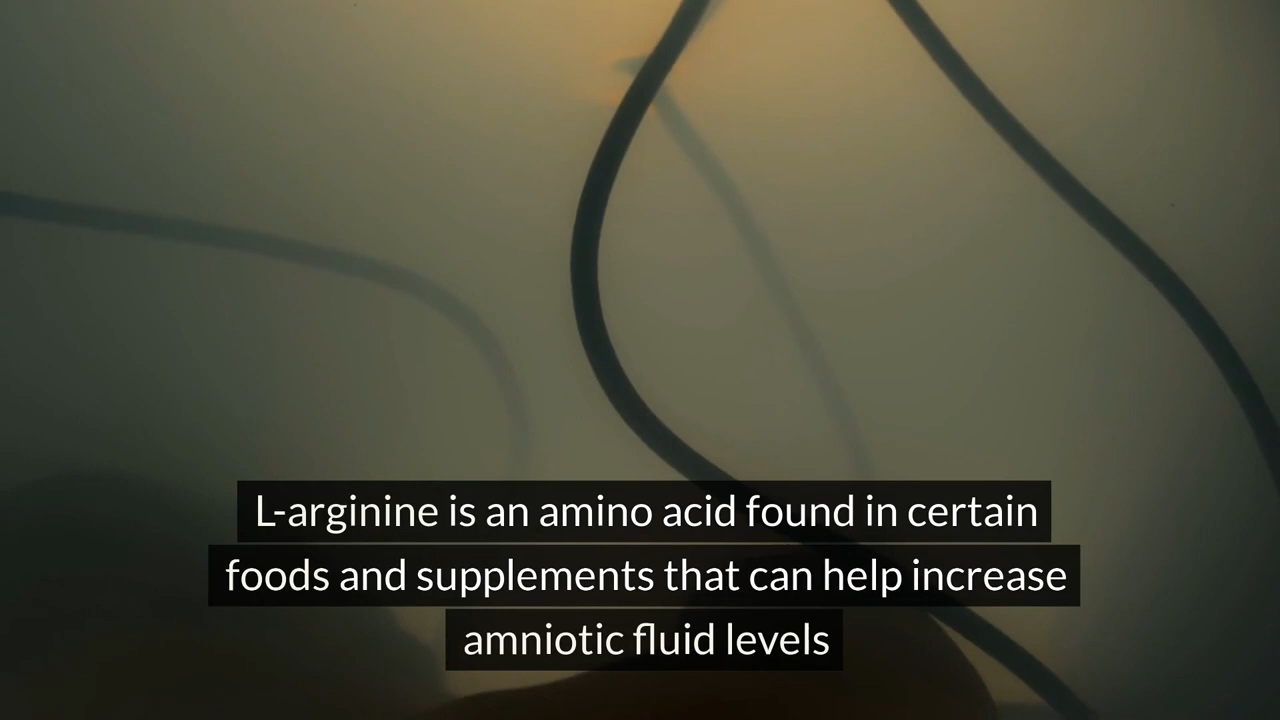 L-arginine is an amino acid found in certain
foods and supplements that can help increase
amniotic fluid levels